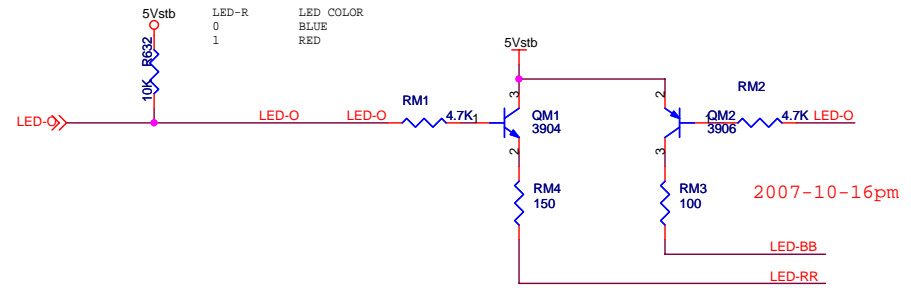 5Vstb
LED-R LED COLOR
0 BLUE
1 RED
10K R632
LED-O
LED-O
LED-O
RM1
4.7K
1
5Vstb
3
QM1
3904
2
RM4
150
2
QM2
3906
1
3
RM3
100
RM2
4.7K
LED-O
2007-10-16pm
LED-BB
LED-RR